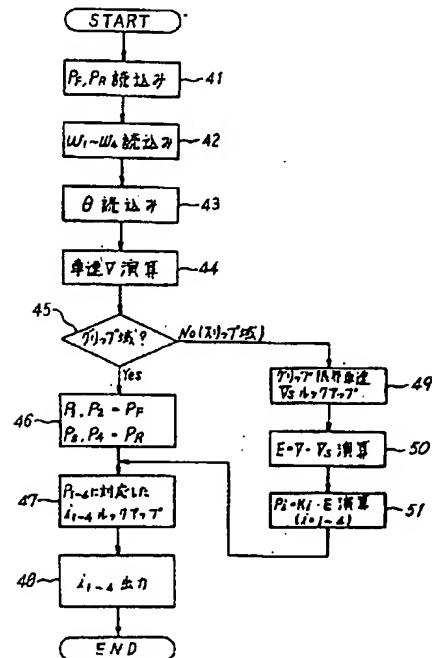 START
PF, PR 読込み
41
ω1~ω4 読込み
42
θ 読込み
43
車速 V 演算
44
45
グリップ域?
No(スリップ域)
Yes
P1, P2 = PF
P3, P4 = PR
46
P1-4に対応した
i1-4 ルックアップ
47
i1-4 出力
48
END
グリップ限界車速
VS ルックアップ
49
E = V - VS 演算
50
Pi = Ki · E 演算
(i=1~4)
51